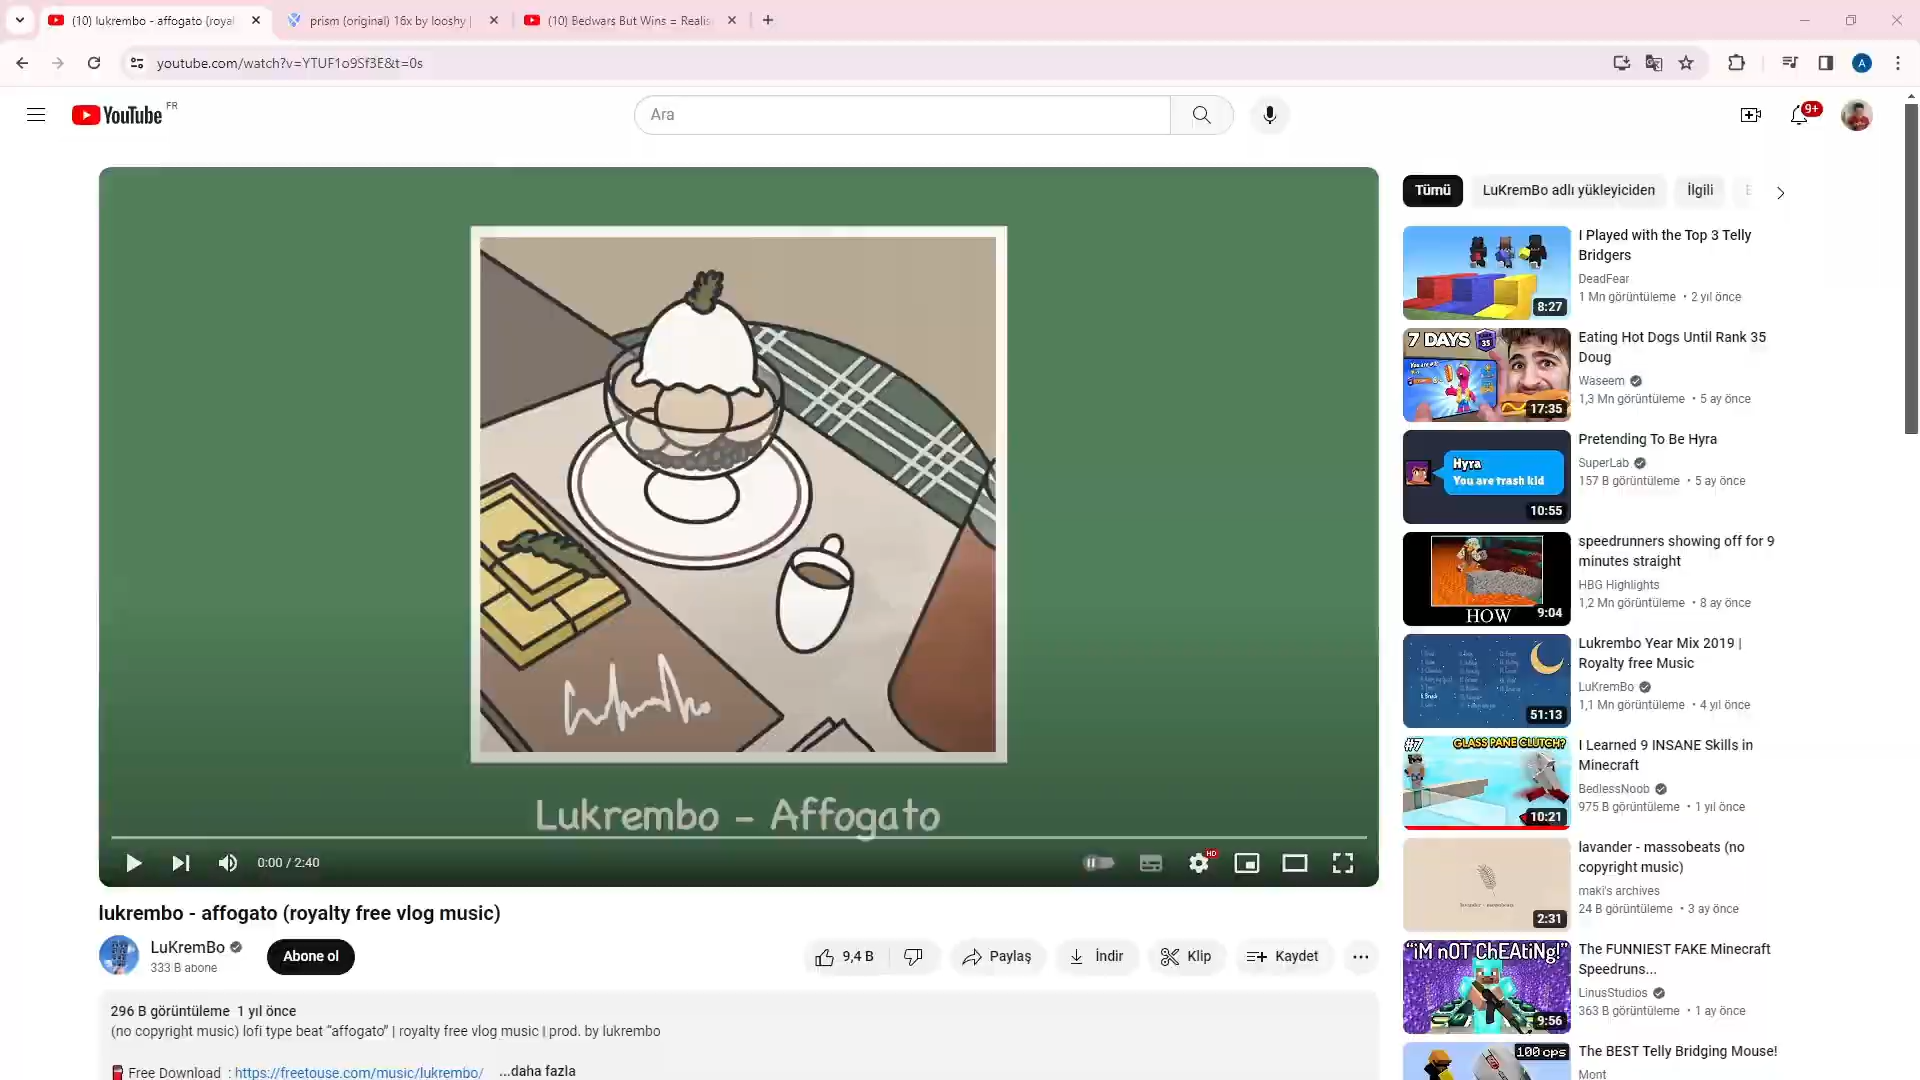 (10) lukrembo - affogato (royal
prism (original) 16x by looshy |
(10) Bedwars But Wins = Realis
youtube.com/watch?v=YTUF1o9Sf3E&t=0s
A
YouTube FR
Ara
9+
Lukrembo - Affogato
0:00 / 2:40
HD
lukrembo - affogato (royalty free vlog music)
LuKremBo
333 B abone
Abone ol
9,4 B
Paylaş
İndir
Klip
Kaydet
296 B görüntüleme 1 yıl önce
(no copyright music) lofi type beat “affogato” | royalty free vlog music | prod. by lukrembo
Free Download : https://freetouse.com/music/lukrembo/ ...daha fazla
Tümü
LuKremBo adlı yükleyiciden
İlgili
8:27
I Played with the Top 3 Telly
Bridgers
DeadFear
1 Mn görüntüleme • 2 yıl önce
7 DAYS
35
17:35
Eating Hot Dogs Until Rank 35
Doug
Waseem
1,3 Mn görüntüleme • 5 ay önce
Hyra
You are trash kid
10:55
Pretending To Be Hyra
SuperLab
157 B görüntüleme • 5 ay önce
HOW
9:04
speedrunners showing off for 9
minutes straight
HBG Highlights
1,2 Mn görüntüleme • 8 ay önce
51:13
Lukrembo Year Mix 2019 |
Royalty free Music
LuKremBo
1,1 Mn görüntüleme • 4 yıl önce
#7
GLASS PANE CLUTCH?
10:21
I Learned 9 INSANE Skills in
Minecraft
BedlessNoob
975 B görüntüleme • 1 yıl önce
2:31
lavander - massobeats (no
copyright music)
maki's archives
24 B görüntüleme • 3 ay önce
"iM nOT ChEAtiNg!"
9:56
The FUNNIEST FAKE Minecraft
Speedruns...
LinusStudios
363 B görüntüleme • 1 ay önce
100 cps
The BEST Telly Bridging Mouse!
Mont